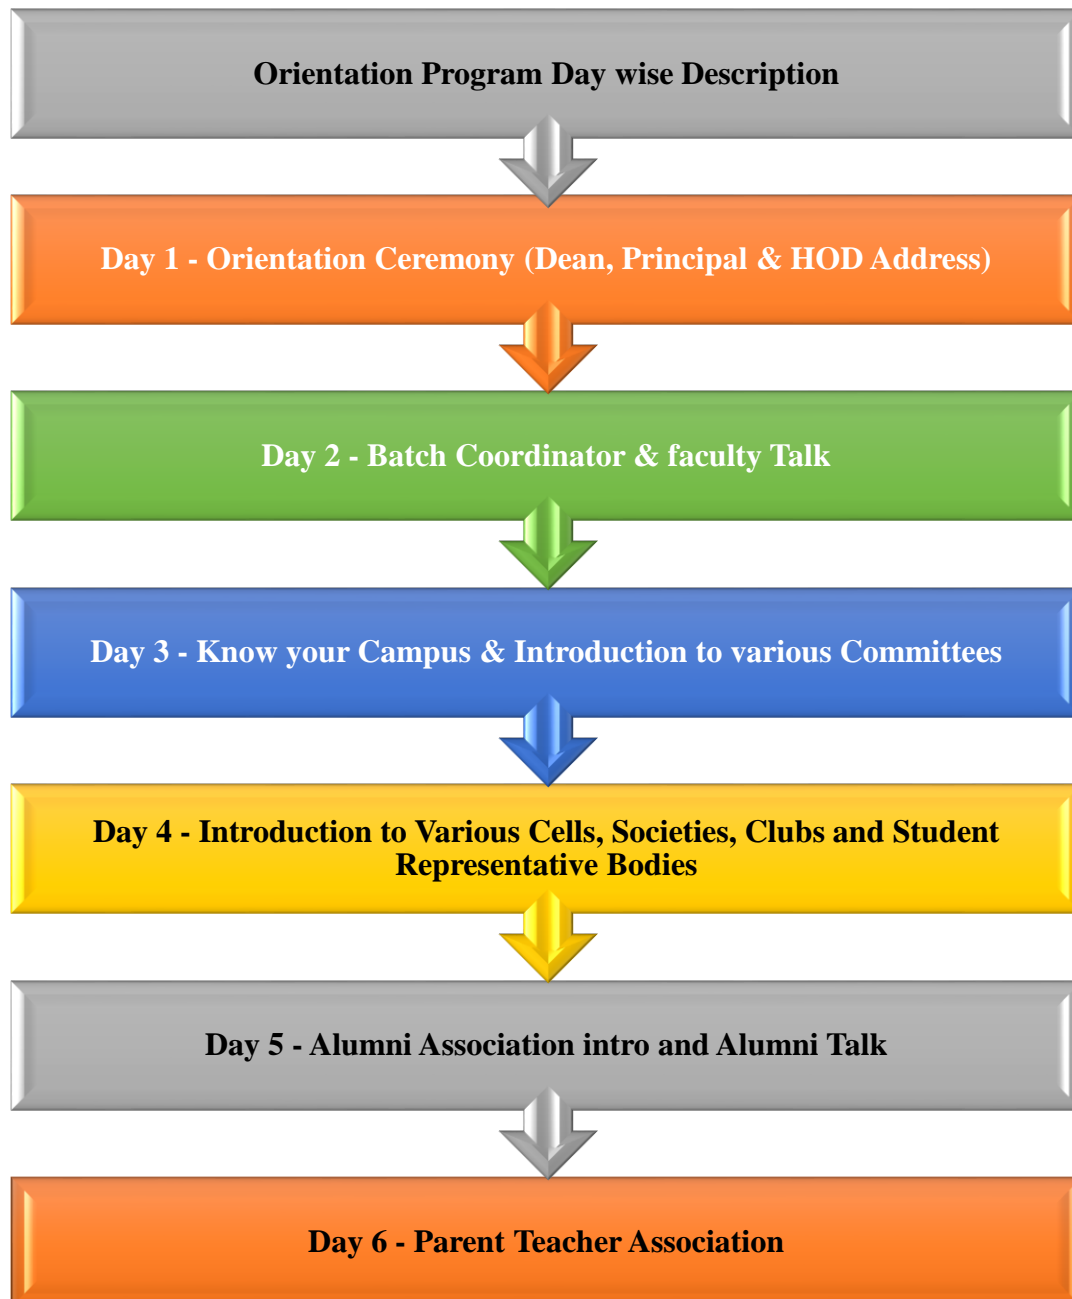 Orientation Program Day wise Description
Day 1 - Orientation Ceremony (Dean, Principal & HOD Address)
Day 2 - Batch Coordinator & faculty Talk
Day 3 - Know your Campus & Introduction to various Committees
Day 4 - Introduction to Various Cells, Societies, Clubs and Student
Representative Bodies
Day 5 - Alumni Association intro and Alumni Talk
Day 6 - Parent Teacher Association